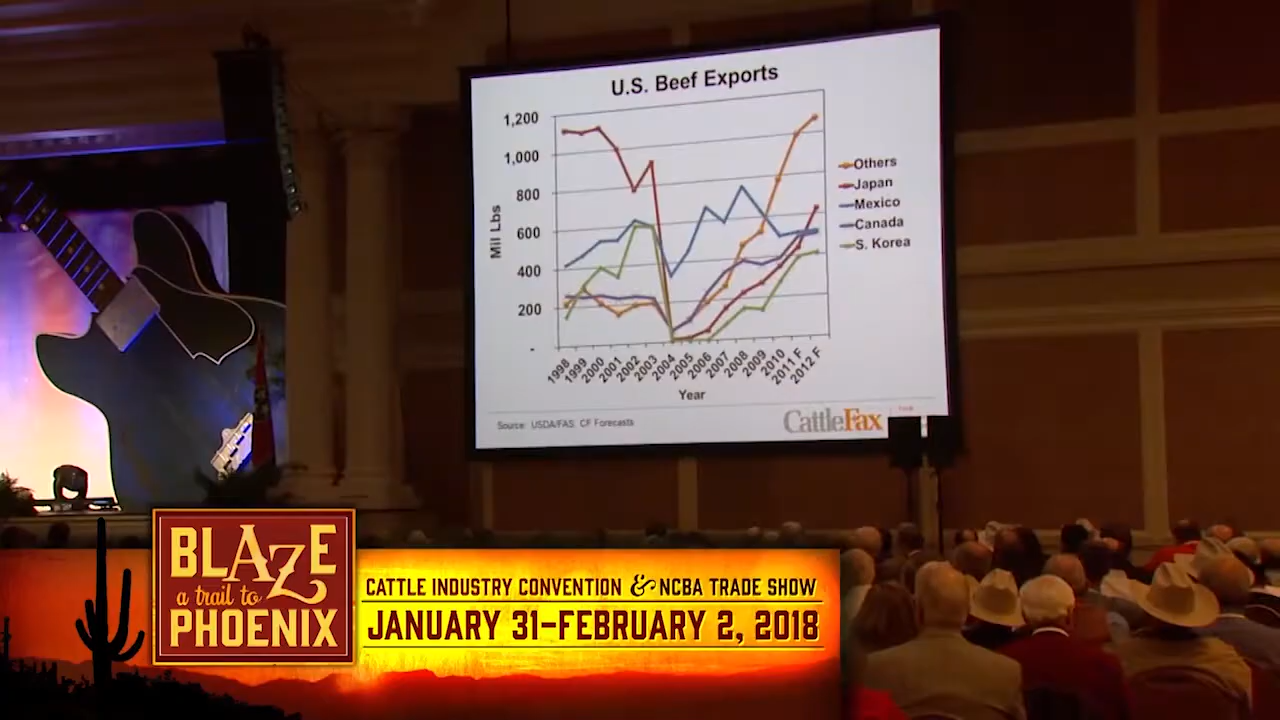 U.S. Beef Exports
1,200
1,000
800
600
400
200
-
Mil Lbs
1998
1999
2000
2001
2002
2003
2004
2005
2006
2007
2008
2009
2010
2011 F
2012 F
Year
Others
Japan
Mexico
Canada
S. Korea
Source: USDA/FAS, CF Forecasts
CattleFax
BLAZE
a trail to
PHOENIX
CATTLE INDUSTRY CONVENTION & NCBA TRADE SHOW
JANUARY 31–FEBRUARY 2, 2018